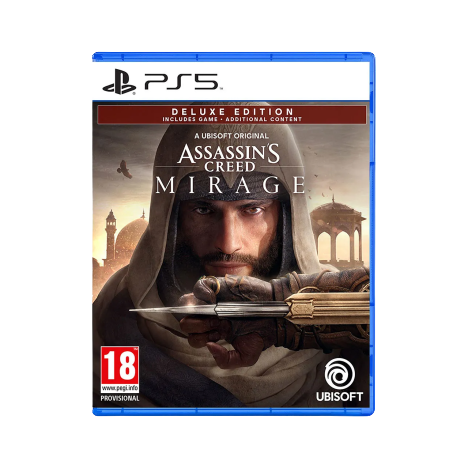 PS5
DELUXE EDITION
INCLUDES GAME • ADDITIONAL CONTENT
A UBISOFT ORIGINAL
ASSASSIN'S
CREED
MIRAGE
18
www.pegi.info
PROVISIONAL
UBISOFT